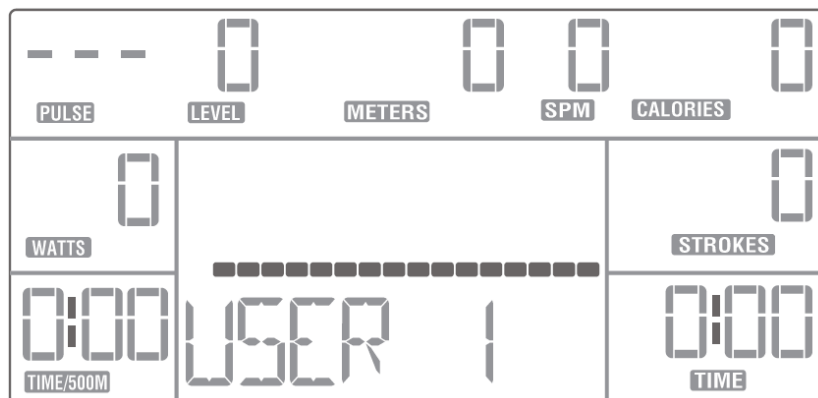 --- 0 0 0 0
PULSE LEVEL METERS SPM CALORIES
0 0
WATTS STROKES
0:00 USER 1 0:00
TIME/500M TIME